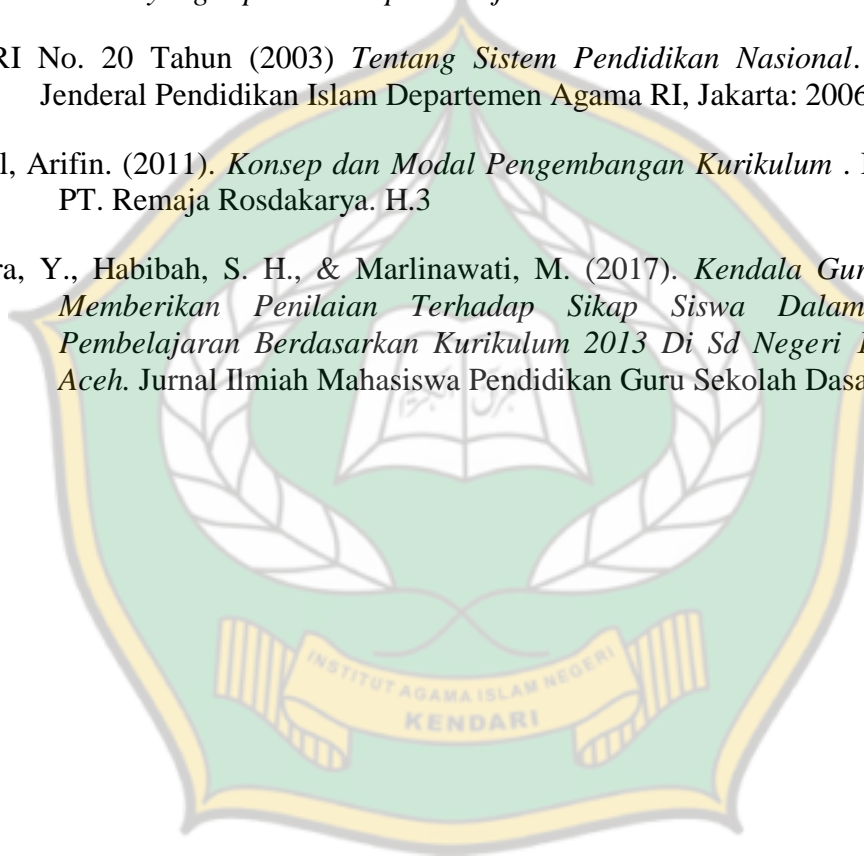 RI No. 20 Tahun (2003) Tentang Sistem Pendidikan Nasional.
Jenderal Pendidikan Islam Departemen Agama RI, Jakarta: 2006
l, Arifin. (2011). Konsep dan Modal Pengembangan Kurikulum .
PT. Remaja Rosdakarya. H.3
ra, Y., Habibah, S. H., & Marlinawati, M. (2017). Kendala Gur
Memberikan Penilaian Terhadap Sikap Siswa Dalam
Pembelajaran Berdasarkan Kurikulum 2013 Di Sd Negeri
Aceh. Jurnal Ilmiah Mahasiswa Pendidikan Guru Sekolah Dasa
INSTITUT AGAMA ISLAM NEGERI
KENDARI